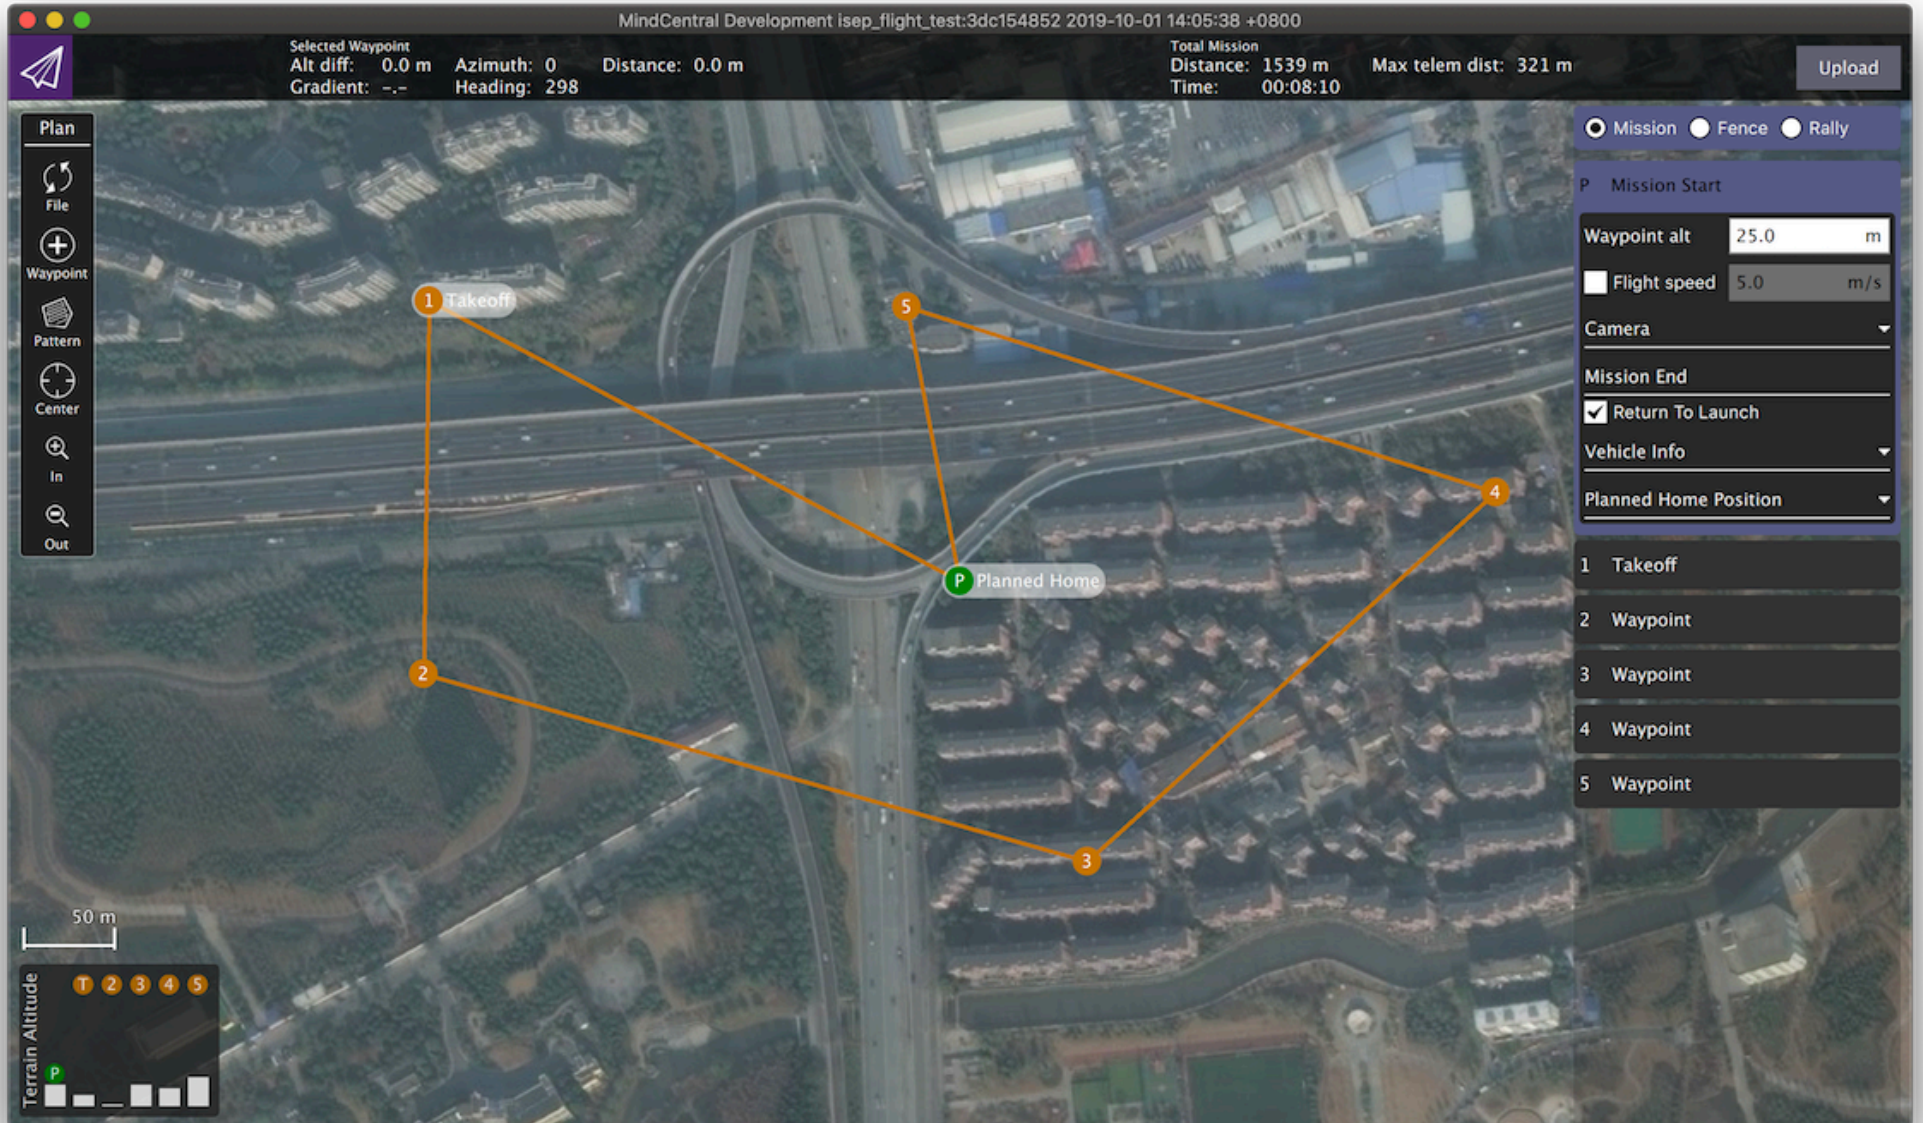 MindCentral Development isep_flight_test:3dc154852 2019-10-01 14:05:38 +0800
Selected Waypoint
Alt diff: 0.0 m Azimuth: 0 Distance: 0.0 m
Gradient: -.- Heading: 298
Total Mission
Distance: 1539 m Max telem dist: 321 m
Time: 00:08:10
Upload
Plan
File
Waypoint
Pattern
Center
In
Out
1 Takeoff
5
4
P Planned Home
2
3
50 m
Terrain Altitude
T 2 3 4 5
P
Mission Fence Rally
P Mission Start
Waypoint alt 25.0 m
Flight speed 5.0 m/s
Camera
Mission End
Return To Launch
Vehicle Info
Planned Home Position
1 Takeoff
2 Waypoint
3 Waypoint
4 Waypoint
5 Waypoint